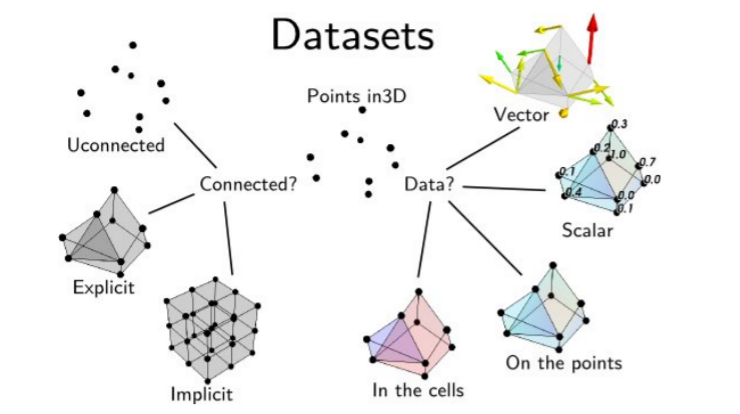 Datasets
Points in3D
Vector
Uconnected
Connected?
Data?
Scalar
Explicit
Implicit
In the cells
On the points
0.3
0.2
1.0
0.7
0.1
0.0
0.4
0.0
0.1